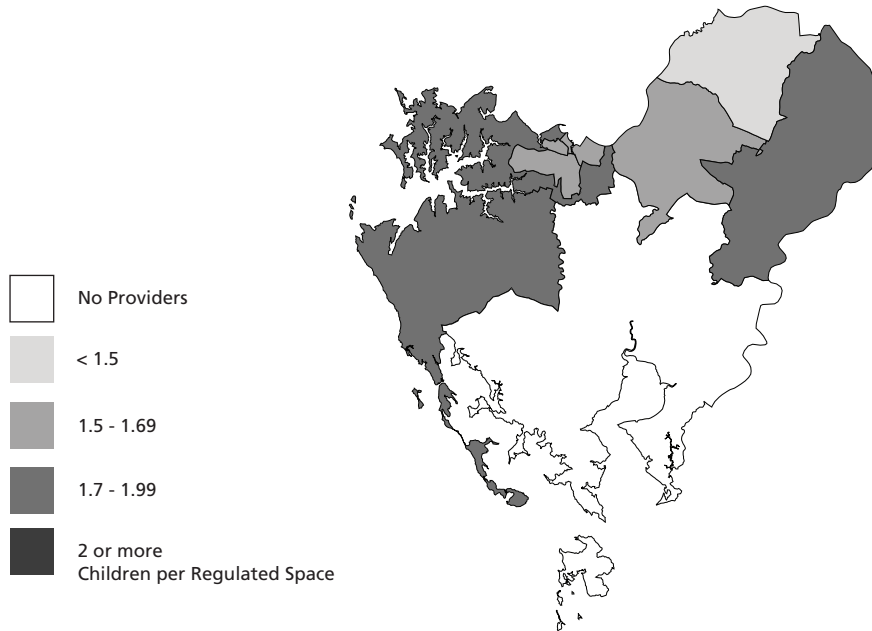 No Providers
< 1.5
1.5 - 1.69
1.7 - 1.99
2 or more
Children per Regulated Space